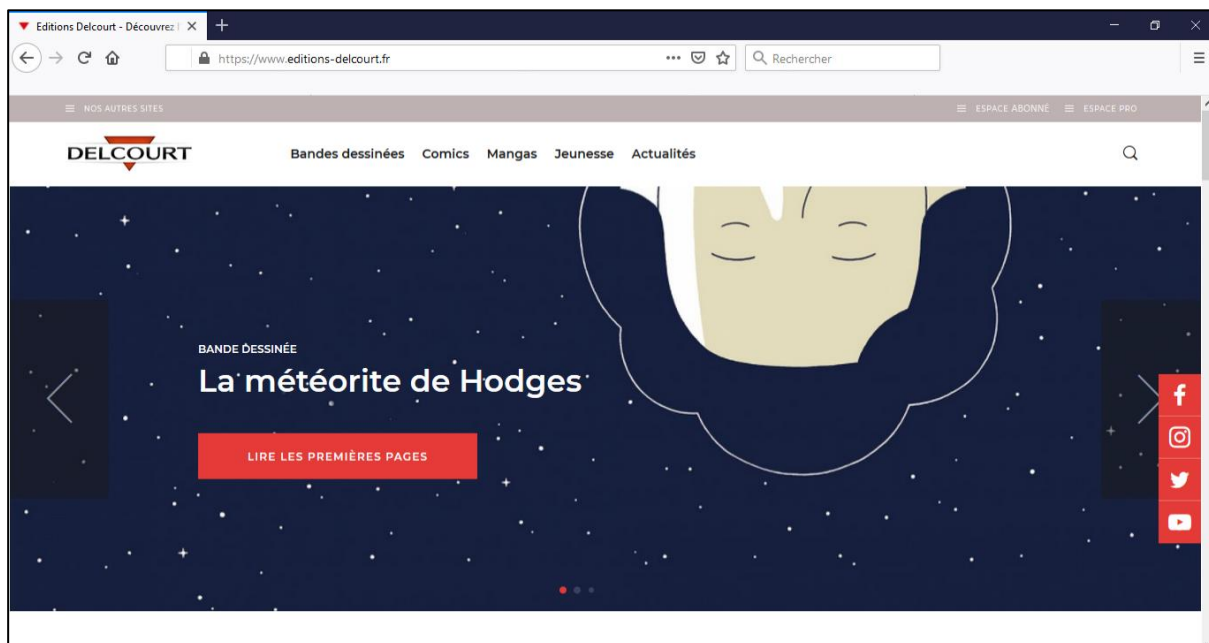 Editions Delcourt - Découvrez
https://www.editions-delcourt.fr
Rechercher
NOS AUTRES SITES
ESPACE ABONNÉ ESPACE PRO
DELCOURT
Bandes dessinées Comics Mangas Jeunesse Actualités
BANDE DESSINÉE
La météorite de Hodges
LIRE LES PREMIÈRES PAGES